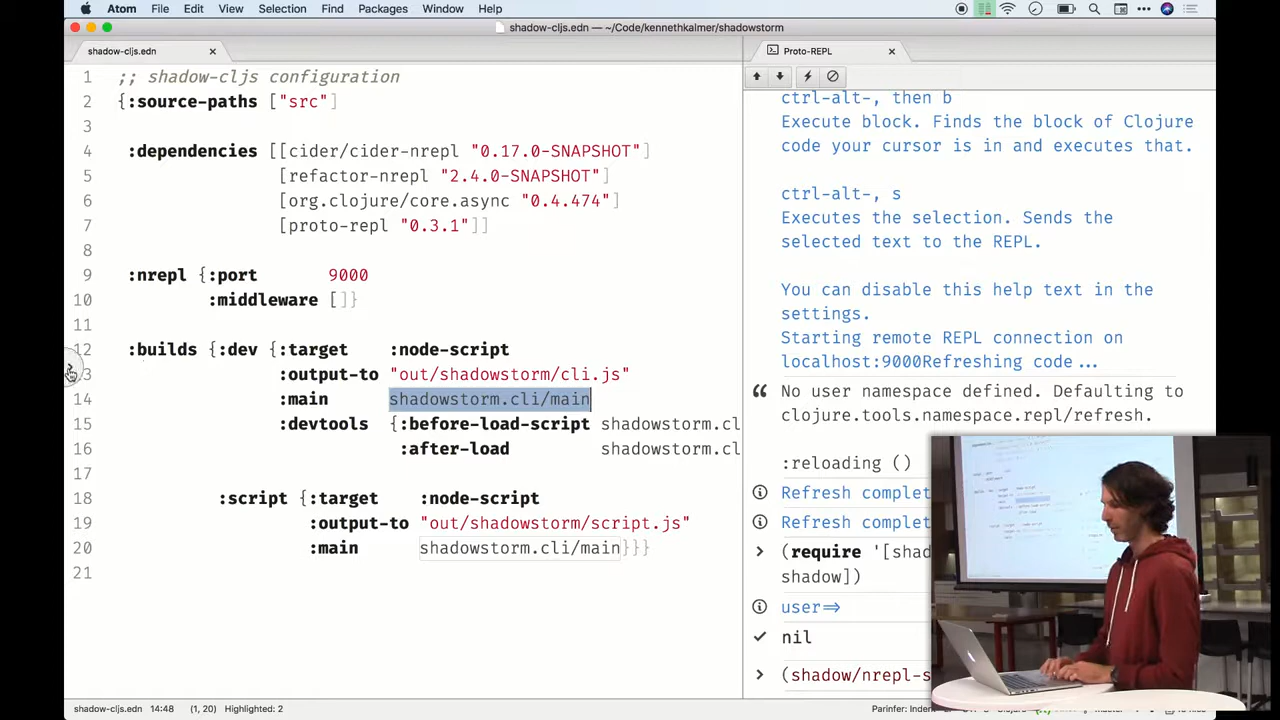 Atom File Edit View Selection Find Packages Window Help
shadow-cljs.edn — ~/Code/kennethkalmer/shadowstorm
shadow-cljs.edn
Proto-REPL
1 ;; shadow-cljs configuration
2 {:source-paths ["src"]
3
4 :dependencies [[cider/cider-nrepl "0.17.0-SNAPSHOT"]
5 [refactor-nrepl "2.4.0-SNAPSHOT"]
6 [org.clojure/core.async "0.4.474"]
7 [proto-repl "0.3.1"]]
8
9 :nrepl {:port 9000
10 :middleware []}
11
12 :builds {:dev {:target :node-script
13 :output-to "out/shadowstorm/cli.js"
14 :main shadowstorm.cli/main
15 :devtools {:before-load-script shadowstorm.cl
16 :after-load shadowstorm.cl
17
18 :script {:target :node-script
19 :output-to "out/shadowstorm/script.js"
20 :main shadowstorm.cli/main}}}
21
ctrl-alt-, then b
Execute block. Finds the block of Clojure
code your cursor is in and executes that.
ctrl-alt-, s
Executes the selection. Sends the
selected text to the REPL.
You can disable this help text in the
settings.
Starting remote REPL connection on
localhost:9000Refreshing code...
No user namespace defined. Defaulting to
clojure.tools.namespace.repl/refresh.
:reloading ()
Refresh complet
Refresh complet
(require '[shad
shadow])
user=>
nil
(shadow/nrepl-s
shadow-cljs.edn 14:48 (1, 20) Highlighted: 2
Parinfer: Indent